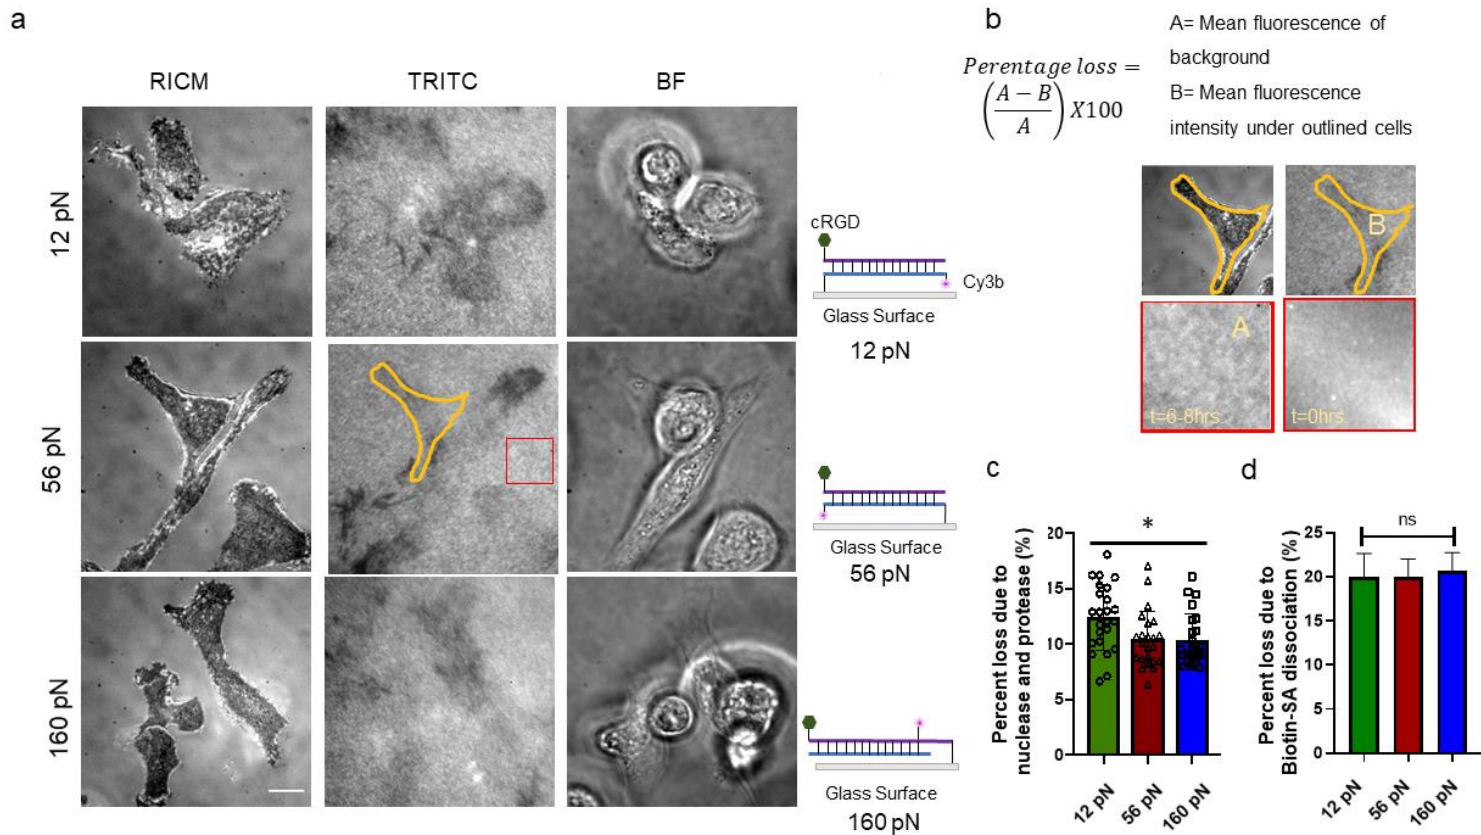 a
RICM
TRITC
BF
12 pN
56 pN
160 pN
cRGD
Cy3b
Glass Surface
12 pN
Glass Surface
56 pN
Glass Surface
160 pN
b
Perentage loss =
(A − B / A) X100
A= Mean fluorescence of
background
B= Mean fluorescence
intensity under outlined cells
B
A
t=6-8hrs
t=0hrs
c
Percent loss due to
nuclease and protease (%)
20
15
10
5
0
*
12 pN
56 pN
160 pN
d
Percent loss due to
Biotin-SA dissociation (%)
25
20
15
10
5
0
ns
12 pN
56 pN
160 pN